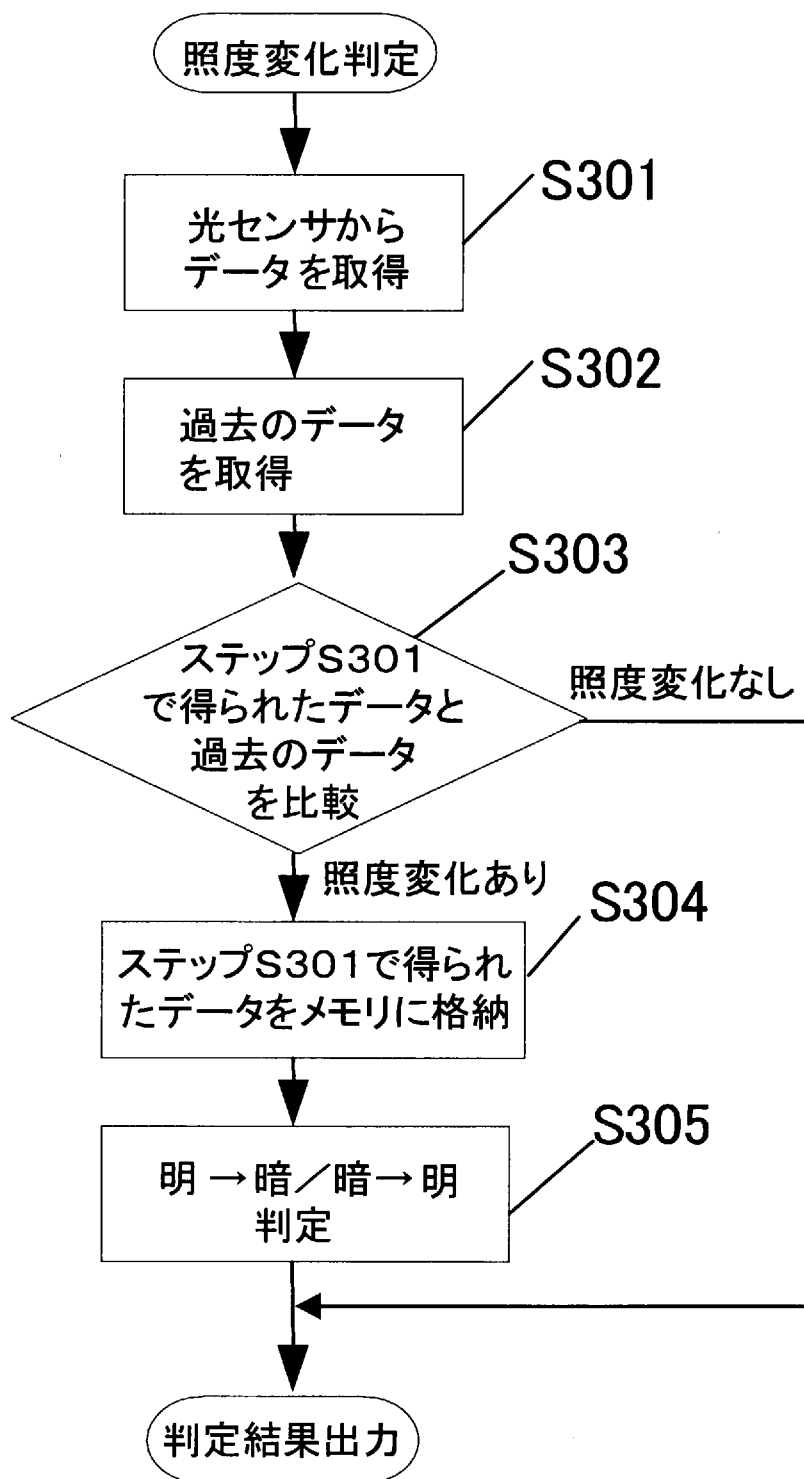 照度変化判定
S301
光センサから
データを取得
S302
過去のデータ
を取得
S303
ステップS301
で得られたデータと
過去のデータ
を比較
照度変化なし
照度変化あり
S304
ステップS301で得られ
たデータをメモリに格納
S305
明→暗／暗→明
判定
判定結果出力